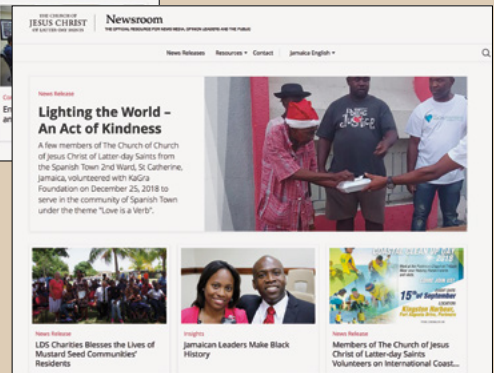 THE CHURCH OF
JESUS CHRIST
OF LATTER-DAY SAINTS
Newsroom
THE OFFICIAL RESOURCE FOR NEWS MEDIA, OPINION LEADERS AND THE PUBLIC
News Releases Resources Contact Jamaica English
News Release
Lighting the World –
An Act of Kindness
A few members of The Church of Church
of Jesus Christ of Latter-day Saints from
the Spanish Town 2nd Ward, St Catherine,
Jamaica, volunteered with KaGra
Foundation on December 25, 2018 to
serve in the community of Spanish Town
under the theme "Love is a Verb".
News Release
LDS Charities Blesses the Lives of
Mustard Seed Communities'
Residents
Insights
Jamaican Leaders Make Black
History
COASTAL CLEAN UP DAY
2018
15th of September
Kingston Harbour,
News Release
Members of The Church of Jesus
Christ of Latter-day Saints
Volunteers on International Coast...